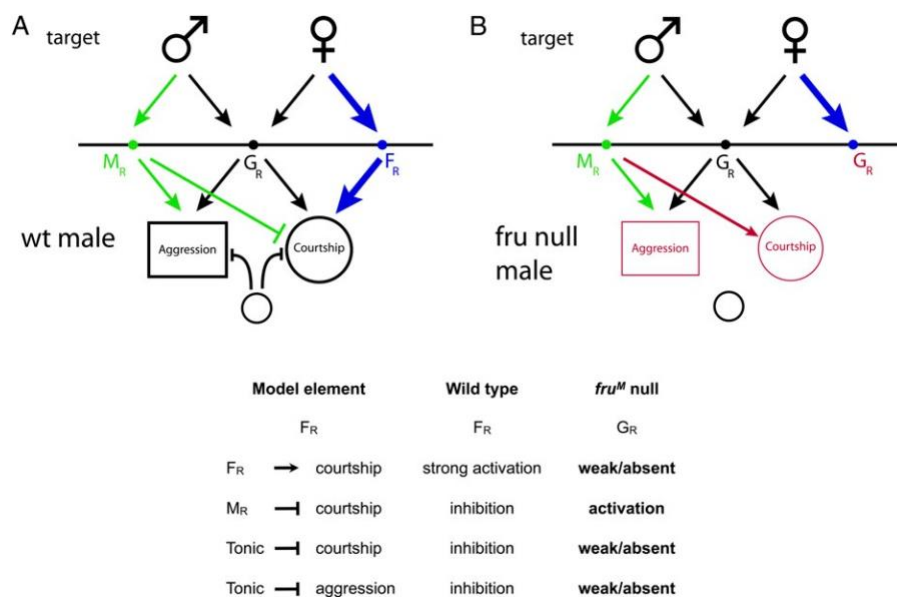 A
target
M_R
G_R
F_R
Aggression
Courtship
wt male
B
target
M_R
G_R
G_R
Aggression
Courtship
fru null
male
Model element Wild type fru^M null
F_R F_R G_R
F_R → courtship strong activation weak/absent
M_R ⊣ courtship inhibition activation
Tonic ⊣ courtship inhibition weak/absent
Tonic ⊣ aggression inhibition weak/absent